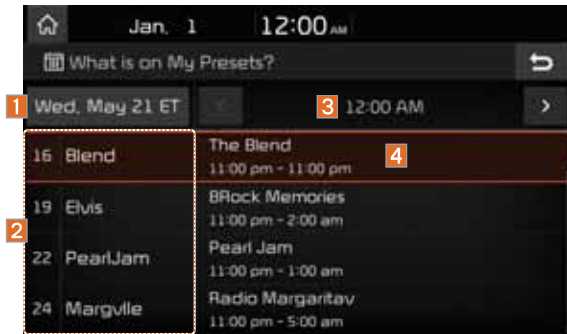 Jan. 1 12:00 AM
What is on My Presets?
1 Wed, May 21 ET 3 12:00 AM
16 Blend The Blend 4
11:00 pm - 11:00 pm
2
19 Elvis BRock Memories
11:00 pm - 2:00 am
22 PearlJam Pearl Jam
11:00 pm - 1:00 am
24 Margvlle Radio Margaritav
11:00 pm - 5:00 am